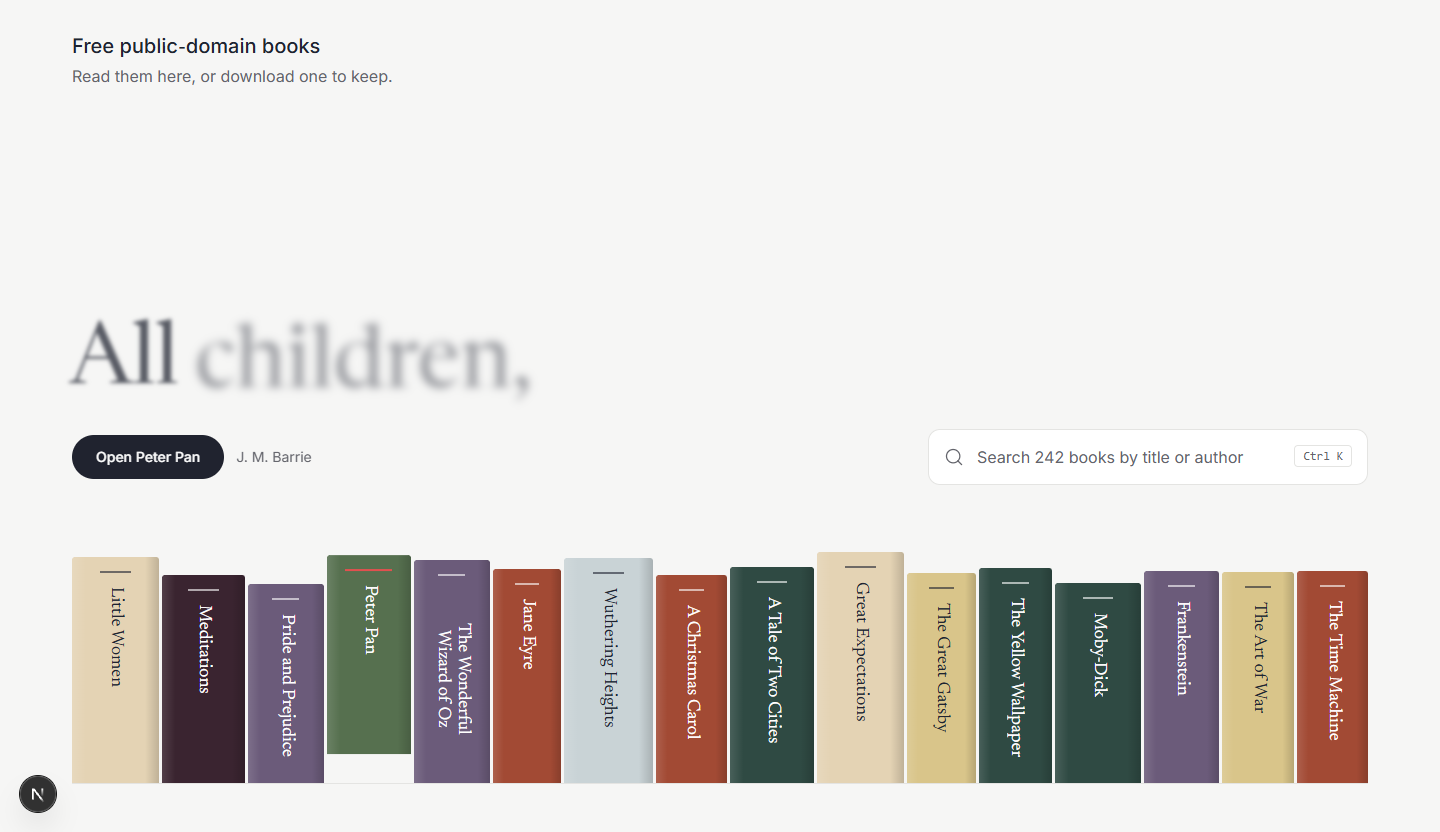 Free public-domain books
Read them here, or download one to keep.
All children,
Open Peter Pan
J. M. Barrie
Search 242 books by title or author
Ctrl K
Little Women
Meditations
Pride and Prejudice
Peter Pan
The Wonderful
Wizard of Oz
Jane Eyre
Wuthering Heights
A Christmas Carol
A Tale of Two Cities
Great Expectations
The Great Gatsby
The Yellow Wallpaper
Moby-Dick
Frankenstein
The Art of War
The Time Machine